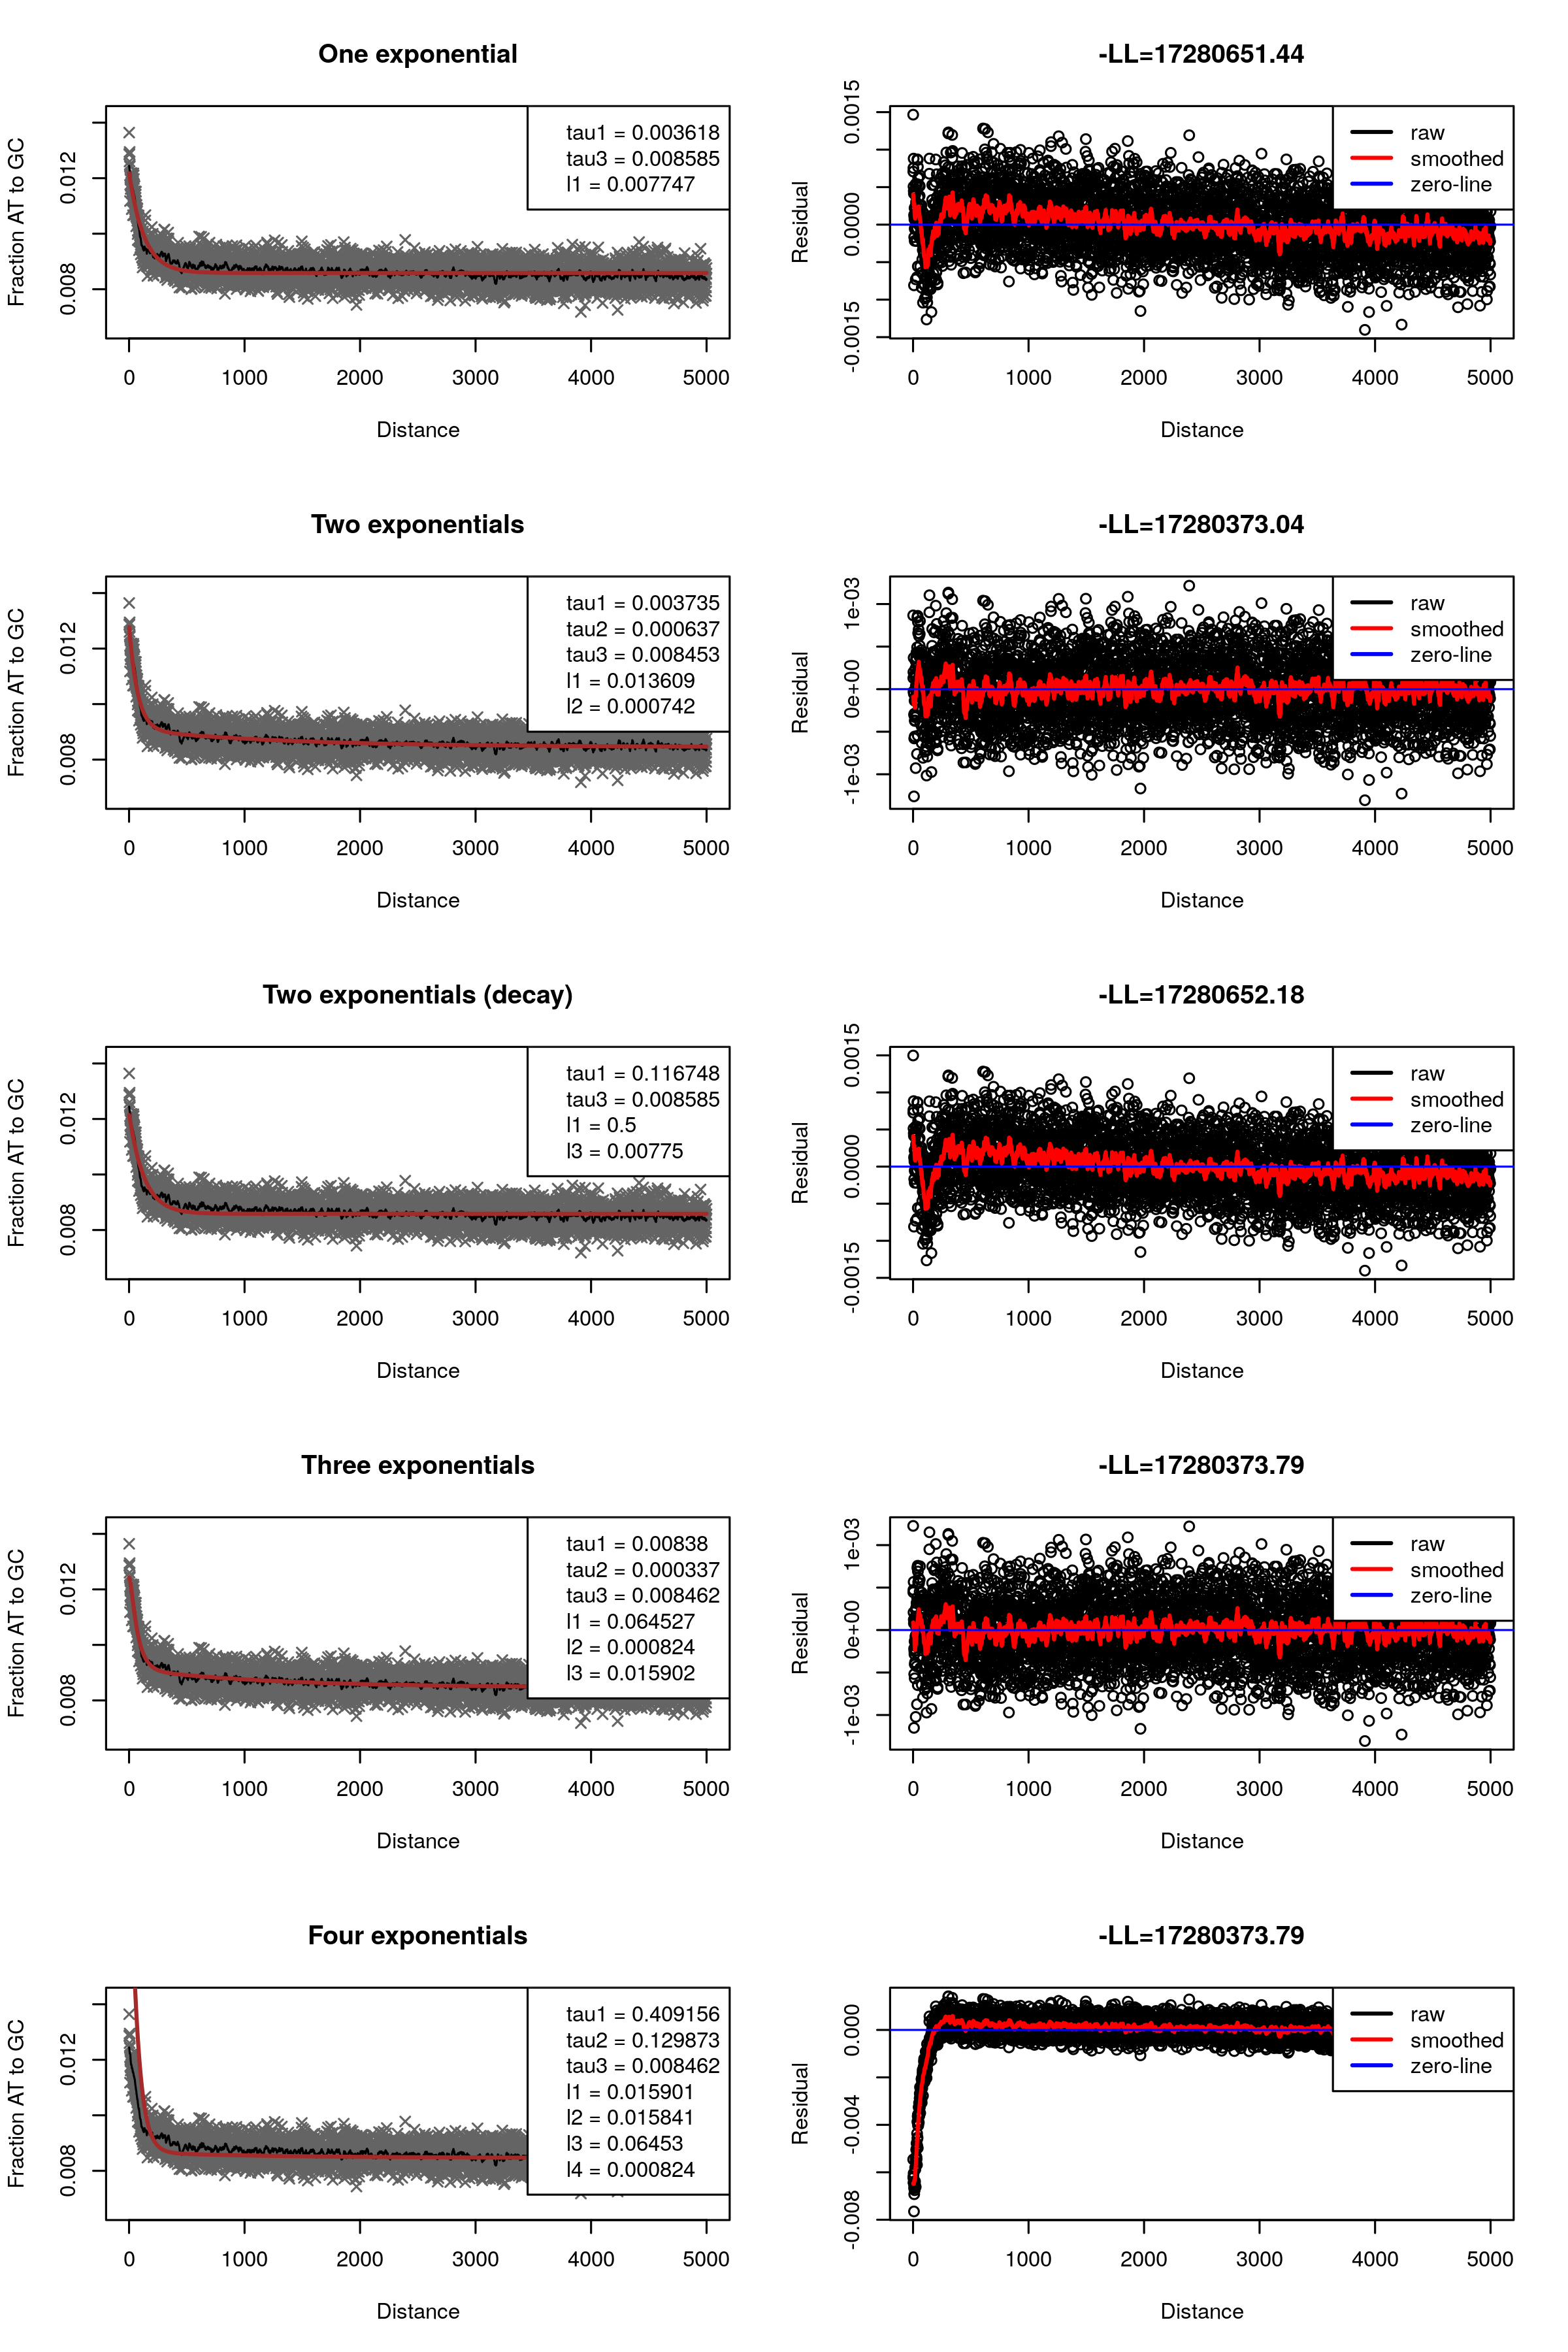 One exponential
-LL=17280651.44
Fraction AT to GC
0.008
0.012
tau1 = 0.003618
tau3 = 0.008585
l1 = 0.007747
0 1000 2000 3000 4000 5000
Distance
Residual
-0.0015
0.0000
0.0015
raw
smoothed
zero-line
0 1000 2000 3000 4000 5000
Distance
Two exponentials
-LL=17280373.04
Fraction AT to GC
0.008
0.012
tau1 = 0.003735
tau2 = 0.000637
tau3 = 0.008453
l1 = 0.013609
l2 = 0.000742
0 1000 2000 3000 4000 5000
Distance
Residual
-1e-03
0e+00
1e-03
raw
smoothed
zero-line
0 1000 2000 3000 4000 5000
Distance
Two exponentials (decay)
-LL=17280652.18
Fraction AT to GC
0.008
0.012
tau1 = 0.116748
tau3 = 0.008585
l1 = 0.5
l3 = 0.00775
0 1000 2000 3000 4000 5000
Distance
Residual
-0.0015
0.0000
0.0015
raw
smoothed
zero-line
0 1000 2000 3000 4000 5000
Distance
Three exponentials
-LL=17280373.79
Fraction AT to GC
0.008
0.012
tau1 = 0.00838
tau2 = 0.000337
tau3 = 0.008462
l1 = 0.064527
l2 = 0.000824
l3 = 0.015902
0 1000 2000 3000 4000 5000
Distance
Residual
-1e-03
0e+00
1e-03
raw
smoothed
zero-line
0 1000 2000 3000 4000 5000
Distance
Four exponentials
-LL=17280373.79
Fraction AT to GC
0.008
0.012
tau1 = 0.409156
tau2 = 0.129873
tau3 = 0.008462
l1 = 0.015901
l2 = 0.015841
l3 = 0.06453
l4 = 0.000824
0 1000 2000 3000 4000 5000
Distance
Residual
-0.008
-0.004
0.000
raw
smoothed
zero-line
0 1000 2000 3000 4000 5000
Distance